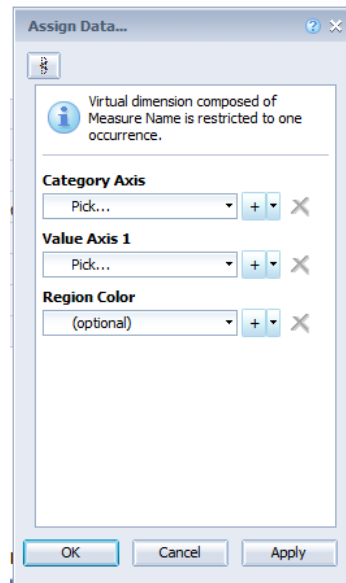 Assign Data...
Virtual dimension composed of
Measure Name is restricted to one
occurrence.
Category Axis
Pick...
+
Value Axis 1
Pick...
+
Region Color
(optional)
+
OK Cancel Apply